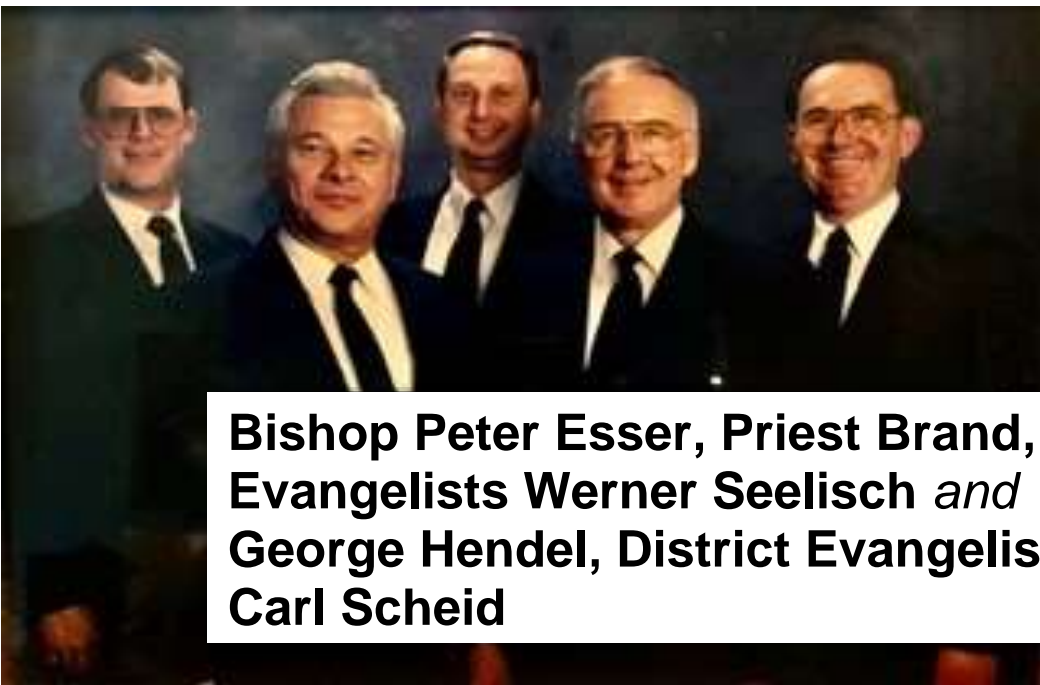 Bishop Peter Esser, Priest Brand,
Evangelists Werner Seelisch and
George Hendel, District Evangelis
Carl Scheid